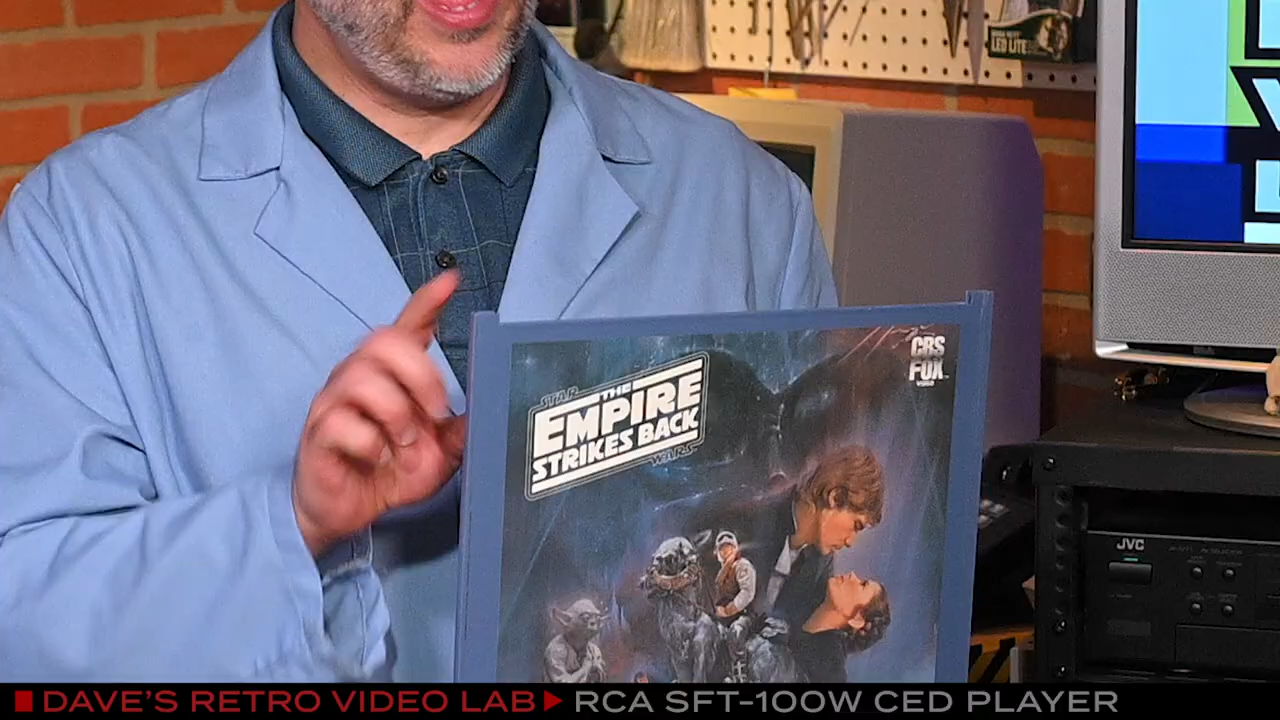 LED LITE
STAR
THE
EMPIRE
STRIKES BACK
WARS
CBS
FOX
VIDEO
JVC
DAVE'S RETRO VIDEO LAB RCA SFT-100W CED PLAYER